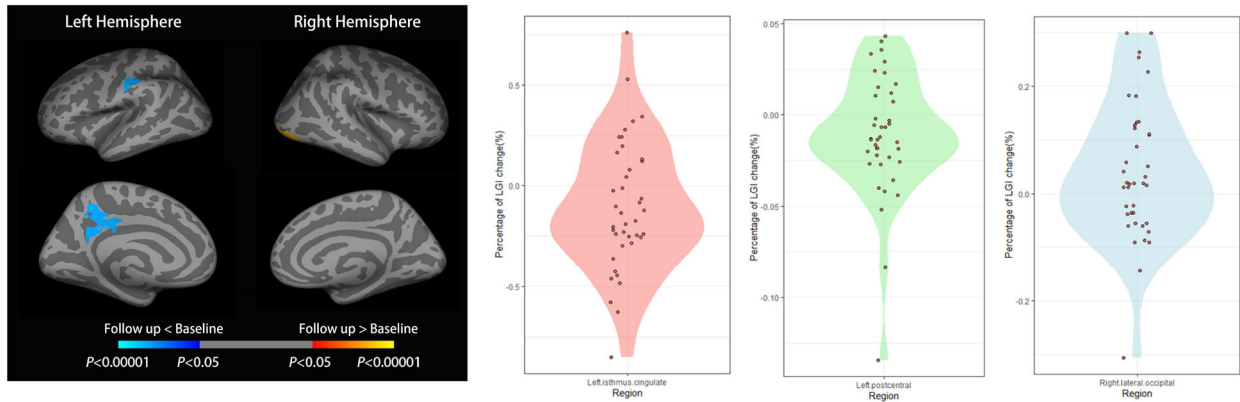 Left Hemisphere
Right Hemisphere
Follow up < Baseline
Follow up > Baseline
P<0.00001
P<0.05
P<0.05
P<0.00001
Percentage of LGI change(%)
0.5
0.0
-0.5
Left.isthmus.cingulate
Region
Percentage of LGI change(%)
0.05
0.00
-0.05
-0.10
Left.postcentral
Region
Percentage of LGI change(%)
0.2
0.0
-0.2
Right.lateral.occipital
Region